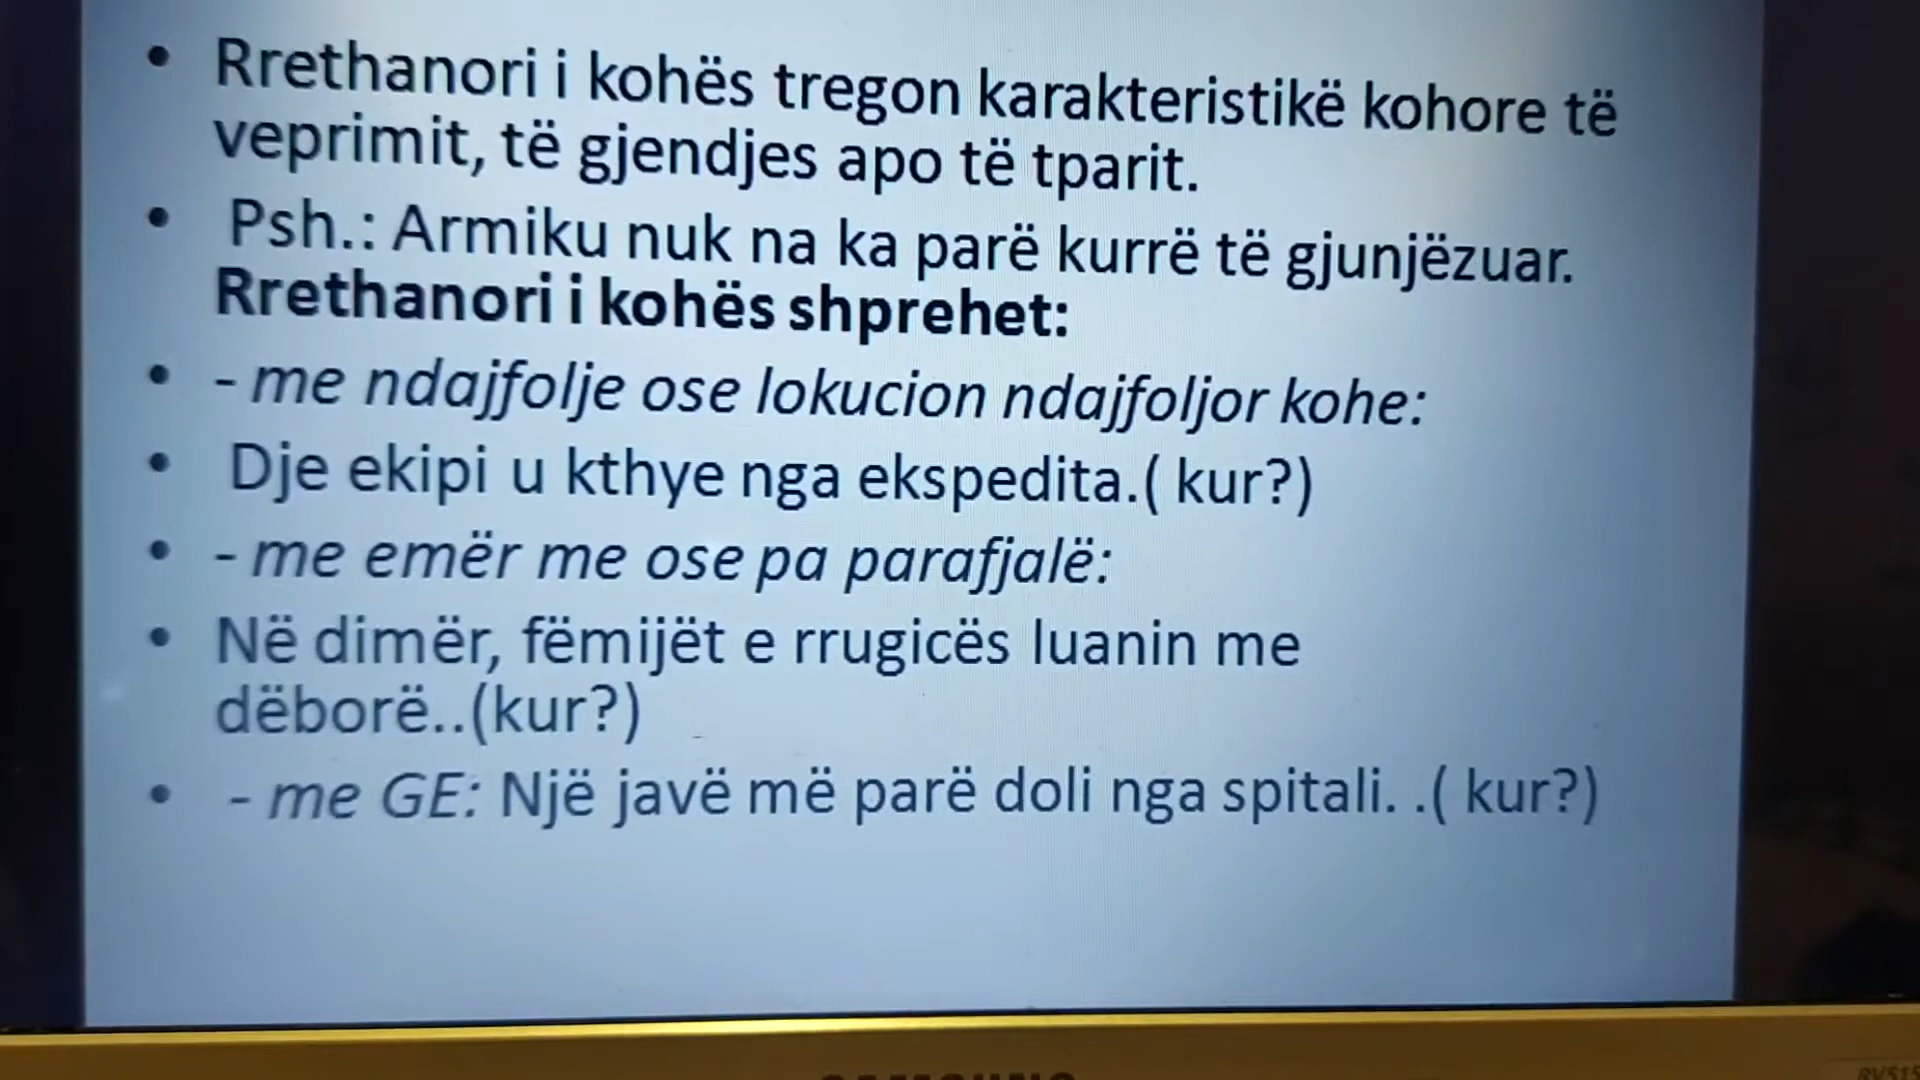 • Rrethanori i kohës tregon karakteristikë kohore të
veprimit, të gjendjes apo të tparit.
• Psh.: Armiku nuk na ka parë kurrë të gjunjëzuar.
Rrethanori i kohës shprehet:
• - me ndajfolje ose lokucion ndajfoljor kohe:
• Dje ekipi u kthye nga ekspedita.( kur?)
• - me emër me ose pa parafjalë:
• Në dimër, fëmijët e rrugicës luanin me
dëborë..(kur?)
• - me GE: Një javë më parë doli nga spitali. .( kur?)
SAMSUNG
RV515